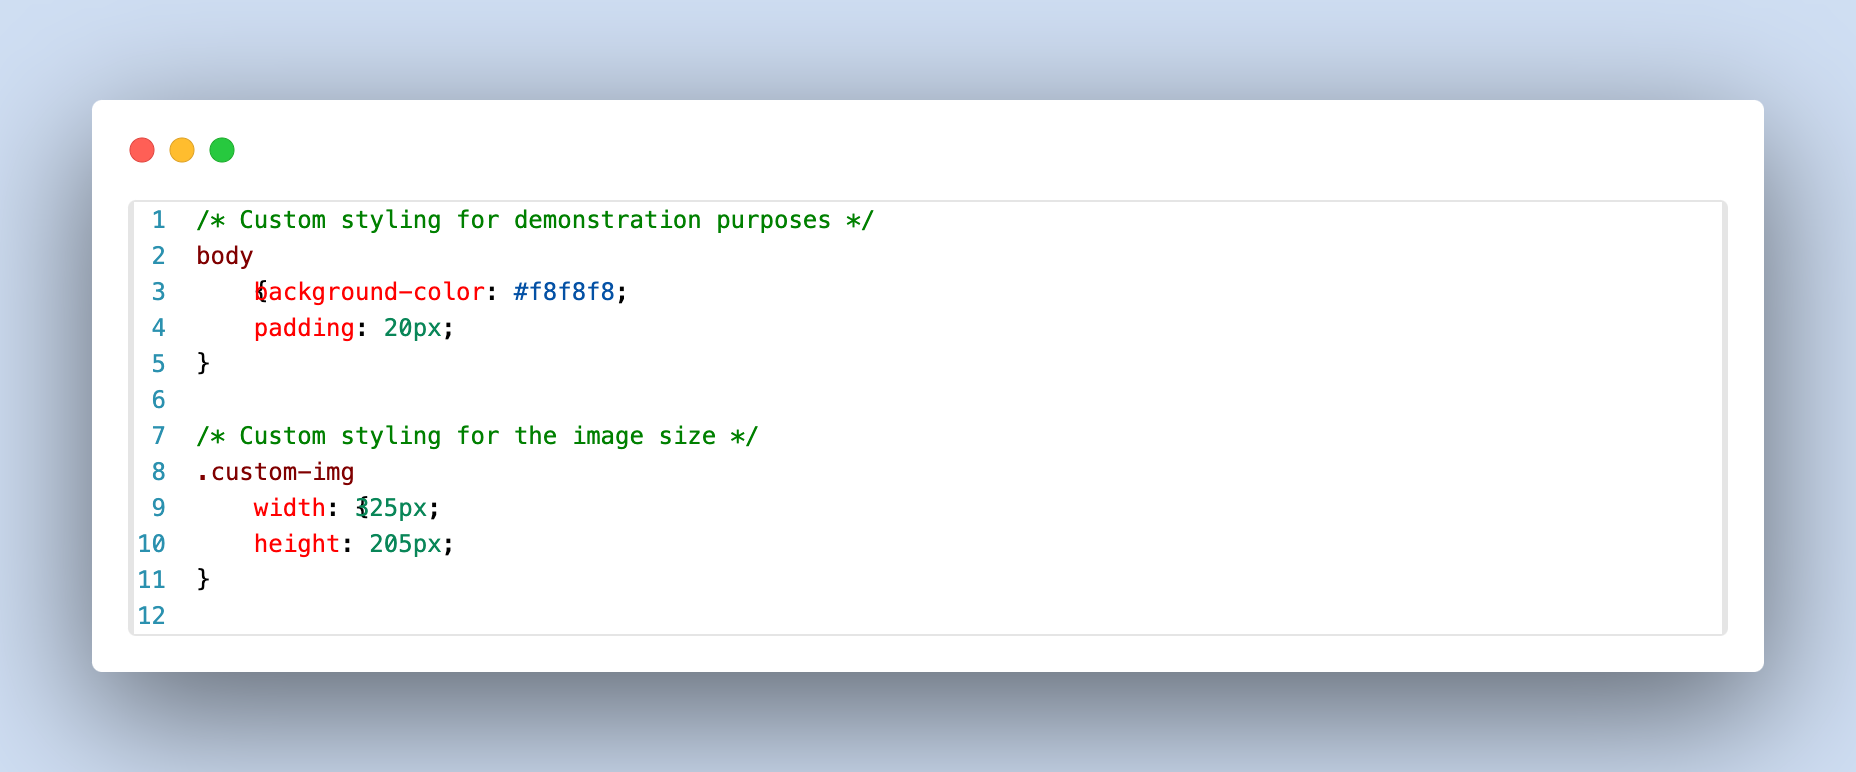 1 /* Custom styling for demonstration purposes */
2 body {
3     background-color: #f8f8f8;
4     padding: 20px;
5 }
6
7 /* Custom styling for the image size */
8 .custom-img {
9     width: 325px;
10     height: 205px;
11 }
12